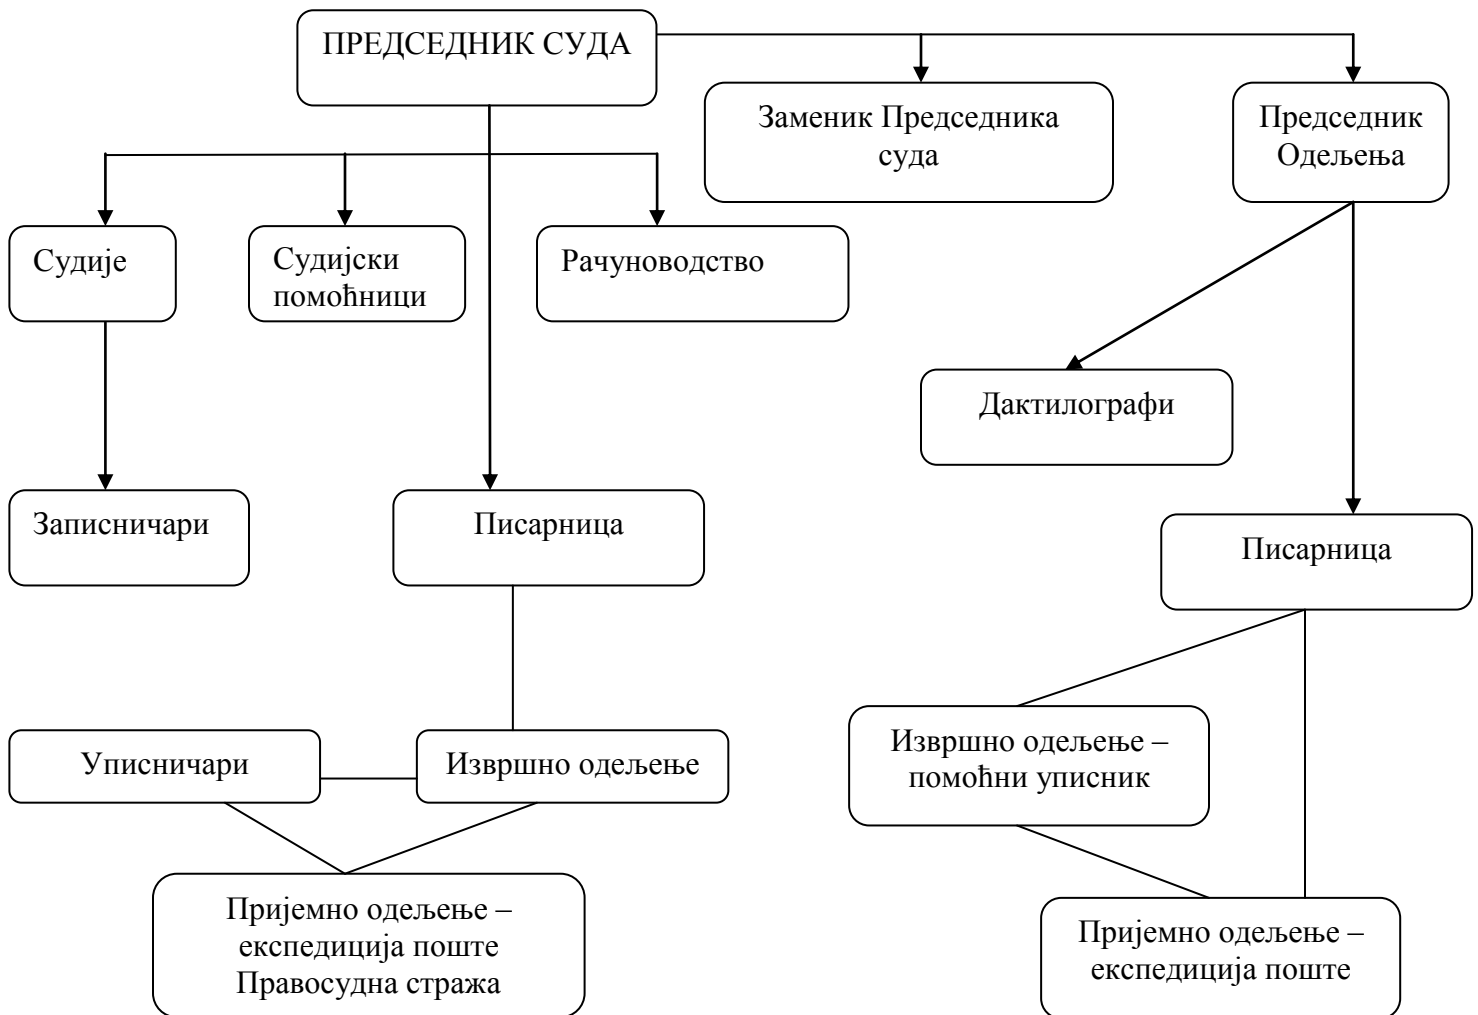 ПРЕДСЕДНИК СУДА
Заменик Председника
суда
Председник
Одељења
Судије
Судијски
помоћници
Рачуноводство
Дактилографи
Записничари
Писарница
Писарница
Уписничари
Извршно одељење
Извршно одељење –
помоћни уписник
Пријемно одељење –
експедиција поште
Правосудна стража
Пријемно одељење –
експедиција поште